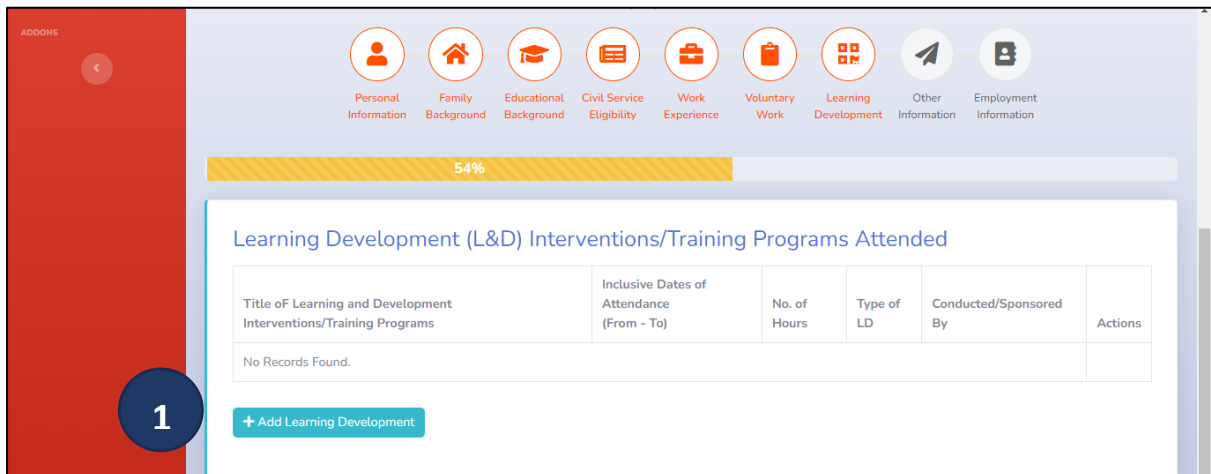 ADDONS
Personal Information
Family Background
Educational Background
Civil Service Eligibility
Work Experience
Voluntary Work
Learning Development
Other Information
Employment Information
54%
Learning Development (L&D) Interventions/Training Programs Attended
Title oF Learning and Development
Interventions/Training Programs
Inclusive Dates of
Attendance
(From - To)
No. of
Hours
Type of
LD
Conducted/Sponsored
By
Actions
No Records Found.
1
+ Add Learning Development